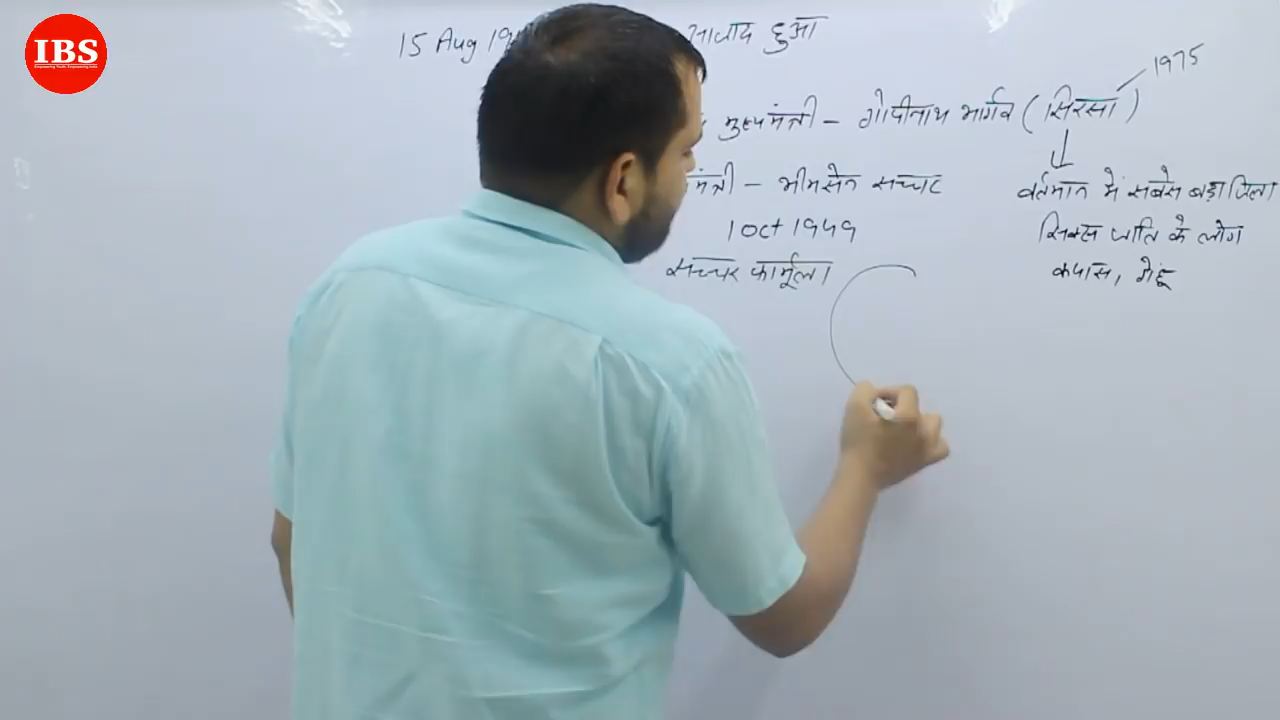 IBS
15 Aug आजाद हुआ
1975
मुख्यमंत्री - गोपीनाथ भार्गव (सिरसा)
मंत्री - भीमसेन सच्चर
वर्तमान में सबसे बड़ा जिला
1 Oct 1949
सिक्ख जाति के लोग
सच्चर फार्मूला
कपास, गेहूं